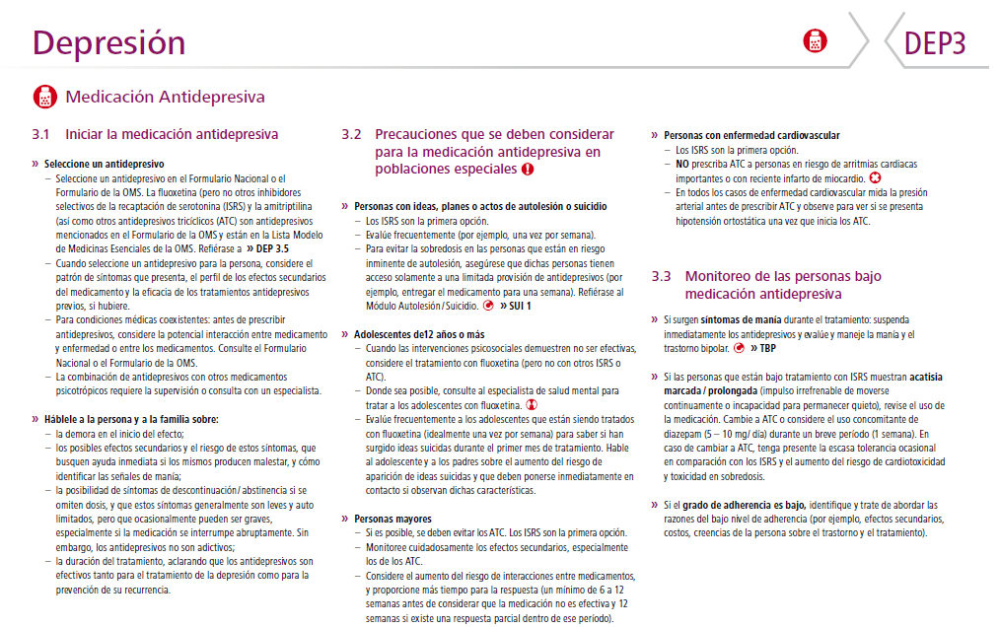 Depresión
DEP3
Medicación Antidepresiva
3.1 Iniciar la medicación antidepresiva
» Seleccione un antidepresivo
– Seleccione un antidepresivo en el Formulario Nacional o el
Formulario de la OMS. La fluoxetina (pero no otros inhibidores
selectivos de la recaptación de serotonina (ISRS) y la amitriptilina
(así como otros antidepresivos tricíclicos (ATC) son antidepresivos
mencionados en el Formulario de la OMS y están en la Lista Modelo
de Medicinas Esenciales de la OMS. Refiérase a » DEP 3.5
– Cuando seleccione un antidepresivo para la persona, considere el
patrón de síntomas que presenta, el perfil de los efectos secundarios
del medicamento y la eficacia de los tratamientos antidepresivos
previos, si hubiere.
– Para condiciones médicas coexistentes: antes de prescribir
antidepresivos, considere la potencial interacción entre medicamento
y enfermedad o entre los medicamentos. Consulte el Formulario
Nacional o el Formulario de la OMS.
– La combinación de antidepresivos con otros medicamentos
psicotrópicos requiere la supervisión o consulta con un especialista.
» Háblele a la persona y a la familia sobre:
– la demora en el inicio del efecto;
– los posibles efectos secundarios y el riesgo de estos síntomas, que
busquen ayuda inmediata si los mismos producen malestar, y cómo
identificar las señales de manía;
– la posibilidad de síntomas de descontinuación/abstinencia si se
omiten dosis, y que estos síntomas generalmente son leves y auto
limitados, pero que ocasionalmente pueden ser graves,
especialmente si la medicación se interrumpe abruptamente. Sin
embargo, los antidepresivos no son adictivos;
– la duración del tratamiento, aclarando que los antidepresivos son
efectivos tanto para el tratamiento de la depresión como para la
prevención de su recurrencia.
3.2 Precauciones que se deben considerar
para la medicación antidepresiva en
poblaciones especiales
» Personas con ideas, planes o actos de autolesión o suicidio
– Los ISRS son la primera opción.
– Evalúe frecuentemente (por ejemplo, una vez por semana).
– Para evitar la sobredosis en las personas que están en riesgo
inminente de autolesión, asegúrese que dichas personas tienen
acceso solamente a una limitada provisión de antidepresivos (por
ejemplo, entregar el medicamento para una semana). Refiérase al
Módulo Autolesión/Suicidio. » SUI 1
» Adolescentes de12 años o más
– Cuando las intervenciones psicosociales demuestren no ser efectivas,
considere el tratamiento con fluoxetina (pero no con otros ISRS o
ATC).
– Donde sea posible, consulte al especialista de salud mental para
tratar a los adolescentes con fluoxetina.
– Evalúe frecuentemente a los adolescentes que están siendo tratados
con fluoxetina (idealmente una vez por semana) para saber si han
surgido ideas suicidas durante el primer mes de tratamiento. Hable
al adolescente y a los padres sobre el aumento del riesgo de
aparición de ideas suicidas y que deben ponerse inmediatamente en
contacto si observan dichas características.
» Personas mayores
– Si es posible, se deben evitar los ATC. Los ISRS son la primera opción.
– Monitoree cuidadosamente los efectos secundarios, especialmente
los de los ATC.
– Considere el aumento del riesgo de interacciones entre medicamentos,
y proporcione más tiempo para la respuesta (un mínimo de 6 a 12
semanas antes de considerar que la medicación no es efectiva y 12
semanas si existe una respuesta parcial dentro de ese período).
» Personas con enfermedad cardiovascular
– Los ISRS son la primera opción.
– NO prescriba ATC a personas en riesgo de arritmias cardiacas
importantes o con reciente infarto de miocardio.
– En todos los casos de enfermedad cardiovascular mida la presión
arterial antes de prescribir ATC y observe para ver si se presenta
hipotensión ortostática una vez que inicia los ATC.
3.3 Monitoreo de las personas bajo
medicación antidepresiva
» Si surgen síntomas de manía durante el tratamiento: suspenda
inmediatamente los antidepresivos y evalúe y maneje la manía y el
trastorno bipolar. » TBP
» Si las personas que están bajo tratamiento con ISRS muestran acatisia
marcada/prolongada (impulso irrefrenable de moverse
continuamente o incapacidad para permanecer quieto), revise el uso de
la medicación. Cambie a ATC o considere el uso concomitante de
diazepam (5 – 10 mg/día) durante un breve período (1 semana). En
caso de cambiar a ATC, tenga presente la escasa tolerancia ocasional
en comparación con los ISRS y el aumento del riesgo de cardiotoxicidad
y toxicidad en sobredosis.
» Si el grado de adherencia es bajo, identifique y trate de abordar las
razones del bajo nivel de adherencia (por ejemplo, efectos secundarios,
costos, creencias de la persona sobre el trastorno y el tratamiento).